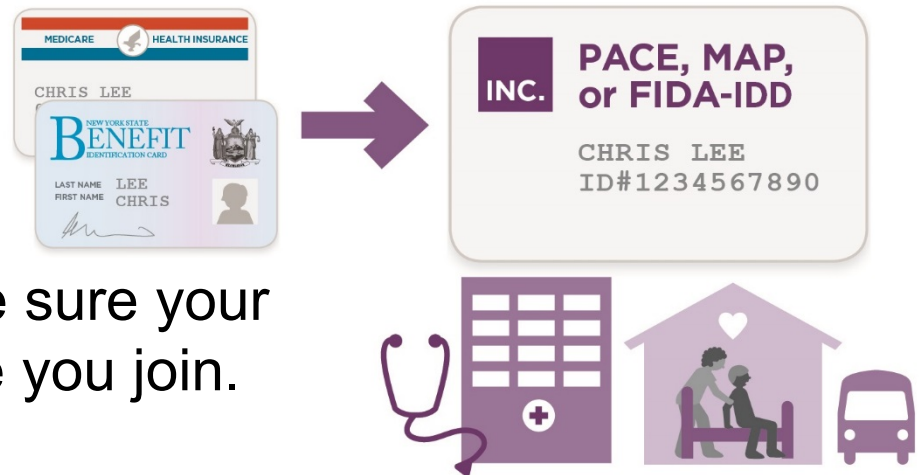 MEDICARE HEALTH INSURANCE
CHRIS LEE
NEW YORK STATE
BENEFIT
IDENTIFICATION CARD
LAST NAME LEE
FIRST NAME CHRIS
INC.
PACE, MAP,
or FIDA-IDD
CHRIS LEE
ID#1234567890
sure your
you join.